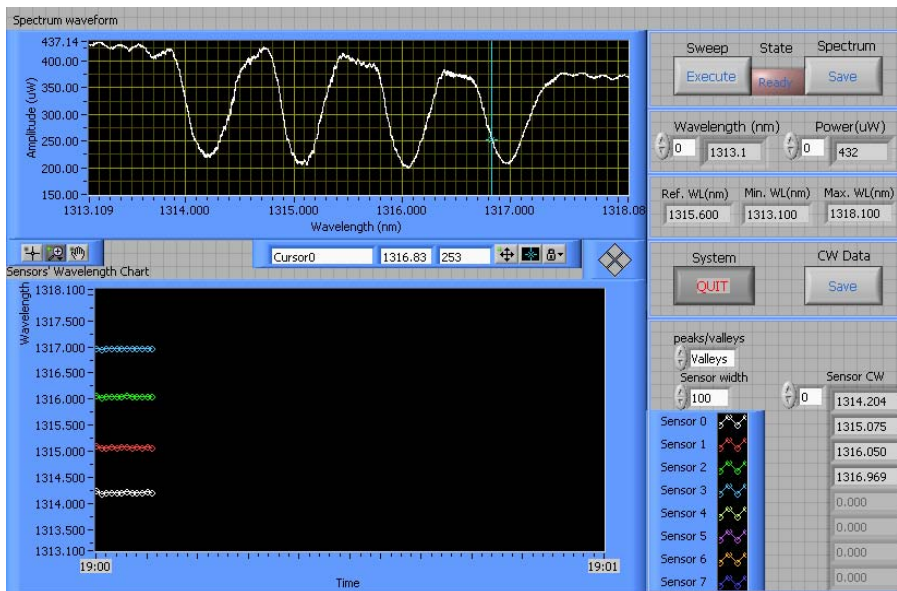 Spectrum waveform
437.14
400.00
350.00
300.00
250.00
200.00
150.00
Amplitude (uW)
1313.109 1314.000 1315.000 1316.000 1317.000 1318.08
Wavelength (nm)
Cursor0 1316.83 253
Sensors' Wavelength Chart
1318.100
1317.500
1317.000
1316.500
1316.000
1315.500
1315.000
1314.500
1314.000
1313.500
1313.100
Wavelength
19:00 19:01
Time
Sweep State Spectrum
Execute Ready Save
Wavelength (nm) Power(uW)
0 1313.1 0 432
Ref. WL(nm) Min. WL(nm) Max. WL(nm)
1315.600 1313.100 1318.100
System CW Data
QUIT Save
peaks/valleys
Valleys
Sensor width Sensor CW
100 0 1314.204
1315.075
1316.050
1316.969
0.000
0.000
0.000
0.000
Sensor 0
Sensor 1
Sensor 2
Sensor 3
Sensor 4
Sensor 5
Sensor 6
Sensor 7